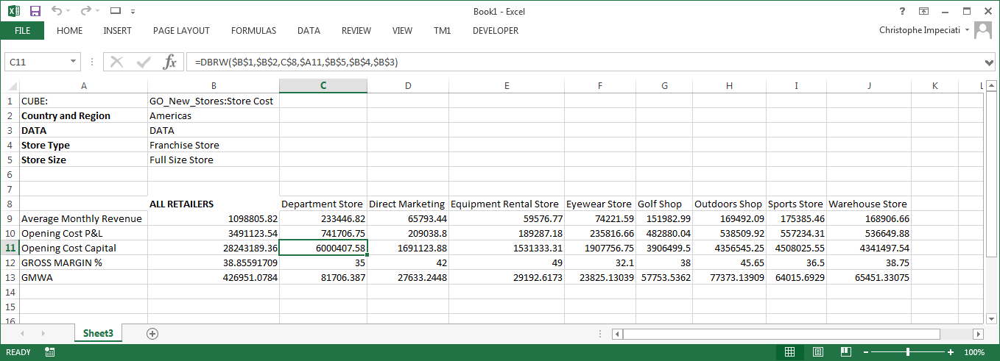 Book1 - Excel
FILE HOME INSERT PAGE LAYOUT FORMULAS DATA REVIEW VIEW TM1 DEVELOPER Christophe Impeciati
C11 fx =DBRW($B$1,$B$2,C$8,$A11,$B$5,$B$4,$B$3)
A B C D E F G H I J K L
1 CUBE: GO_New_Stores:Store Cost
2 Country and Region Americas
3 DATA DATA
4 Store Type Franchise Store
5 Store Size Full Size Store
6
7
8 ALL RETAILERS Department Store Direct Marketing Equipment Rental Store Eyewear Store Golf Shop Outdoors Shop Sports Store Warehouse Store
9 Average Monthly Revenue 1098805.82 233446.82 65793.44 59576.77 74221.59 151982.99 169492.09 175385.46 168906.66
10 Opening Cost P&L 3491123.54 741706.75 209038.8 189287.18 235816.66 482880.04 538509.92 557234.31 536649.88
11 Opening Cost Capital 28243189.36 6000407.58 1691123.88 1531333.31 1907756.75 3906499.5 4356545.25 4508025.55 4341497.54
12 GROSS MARGIN % 38.85591709 35 42 49 32.1 38 45.65 36.5 38.75
13 GMWA 426951.0784 81706.387 27633.2448 29192.6173 23825.13039 57753.5362 77373.13909 64015.6929 65451.33075
14
15
16
Sheet3
READY 100%